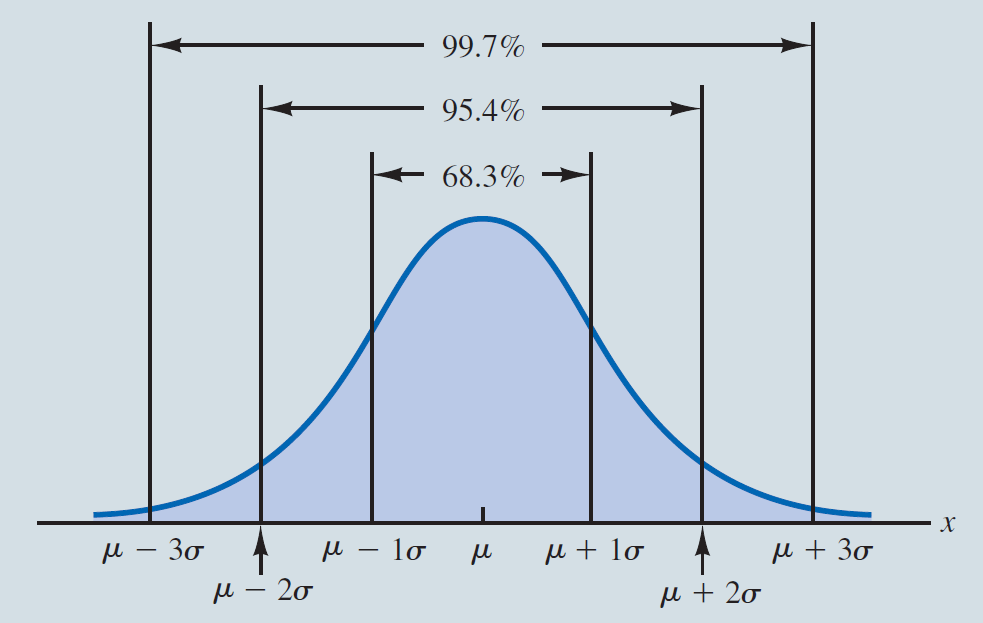 99.7%
95.4%
68.3%
x
μ − 3σ
μ − 1σ
μ
μ + 1σ
μ + 3σ
μ − 2σ
μ + 2σ